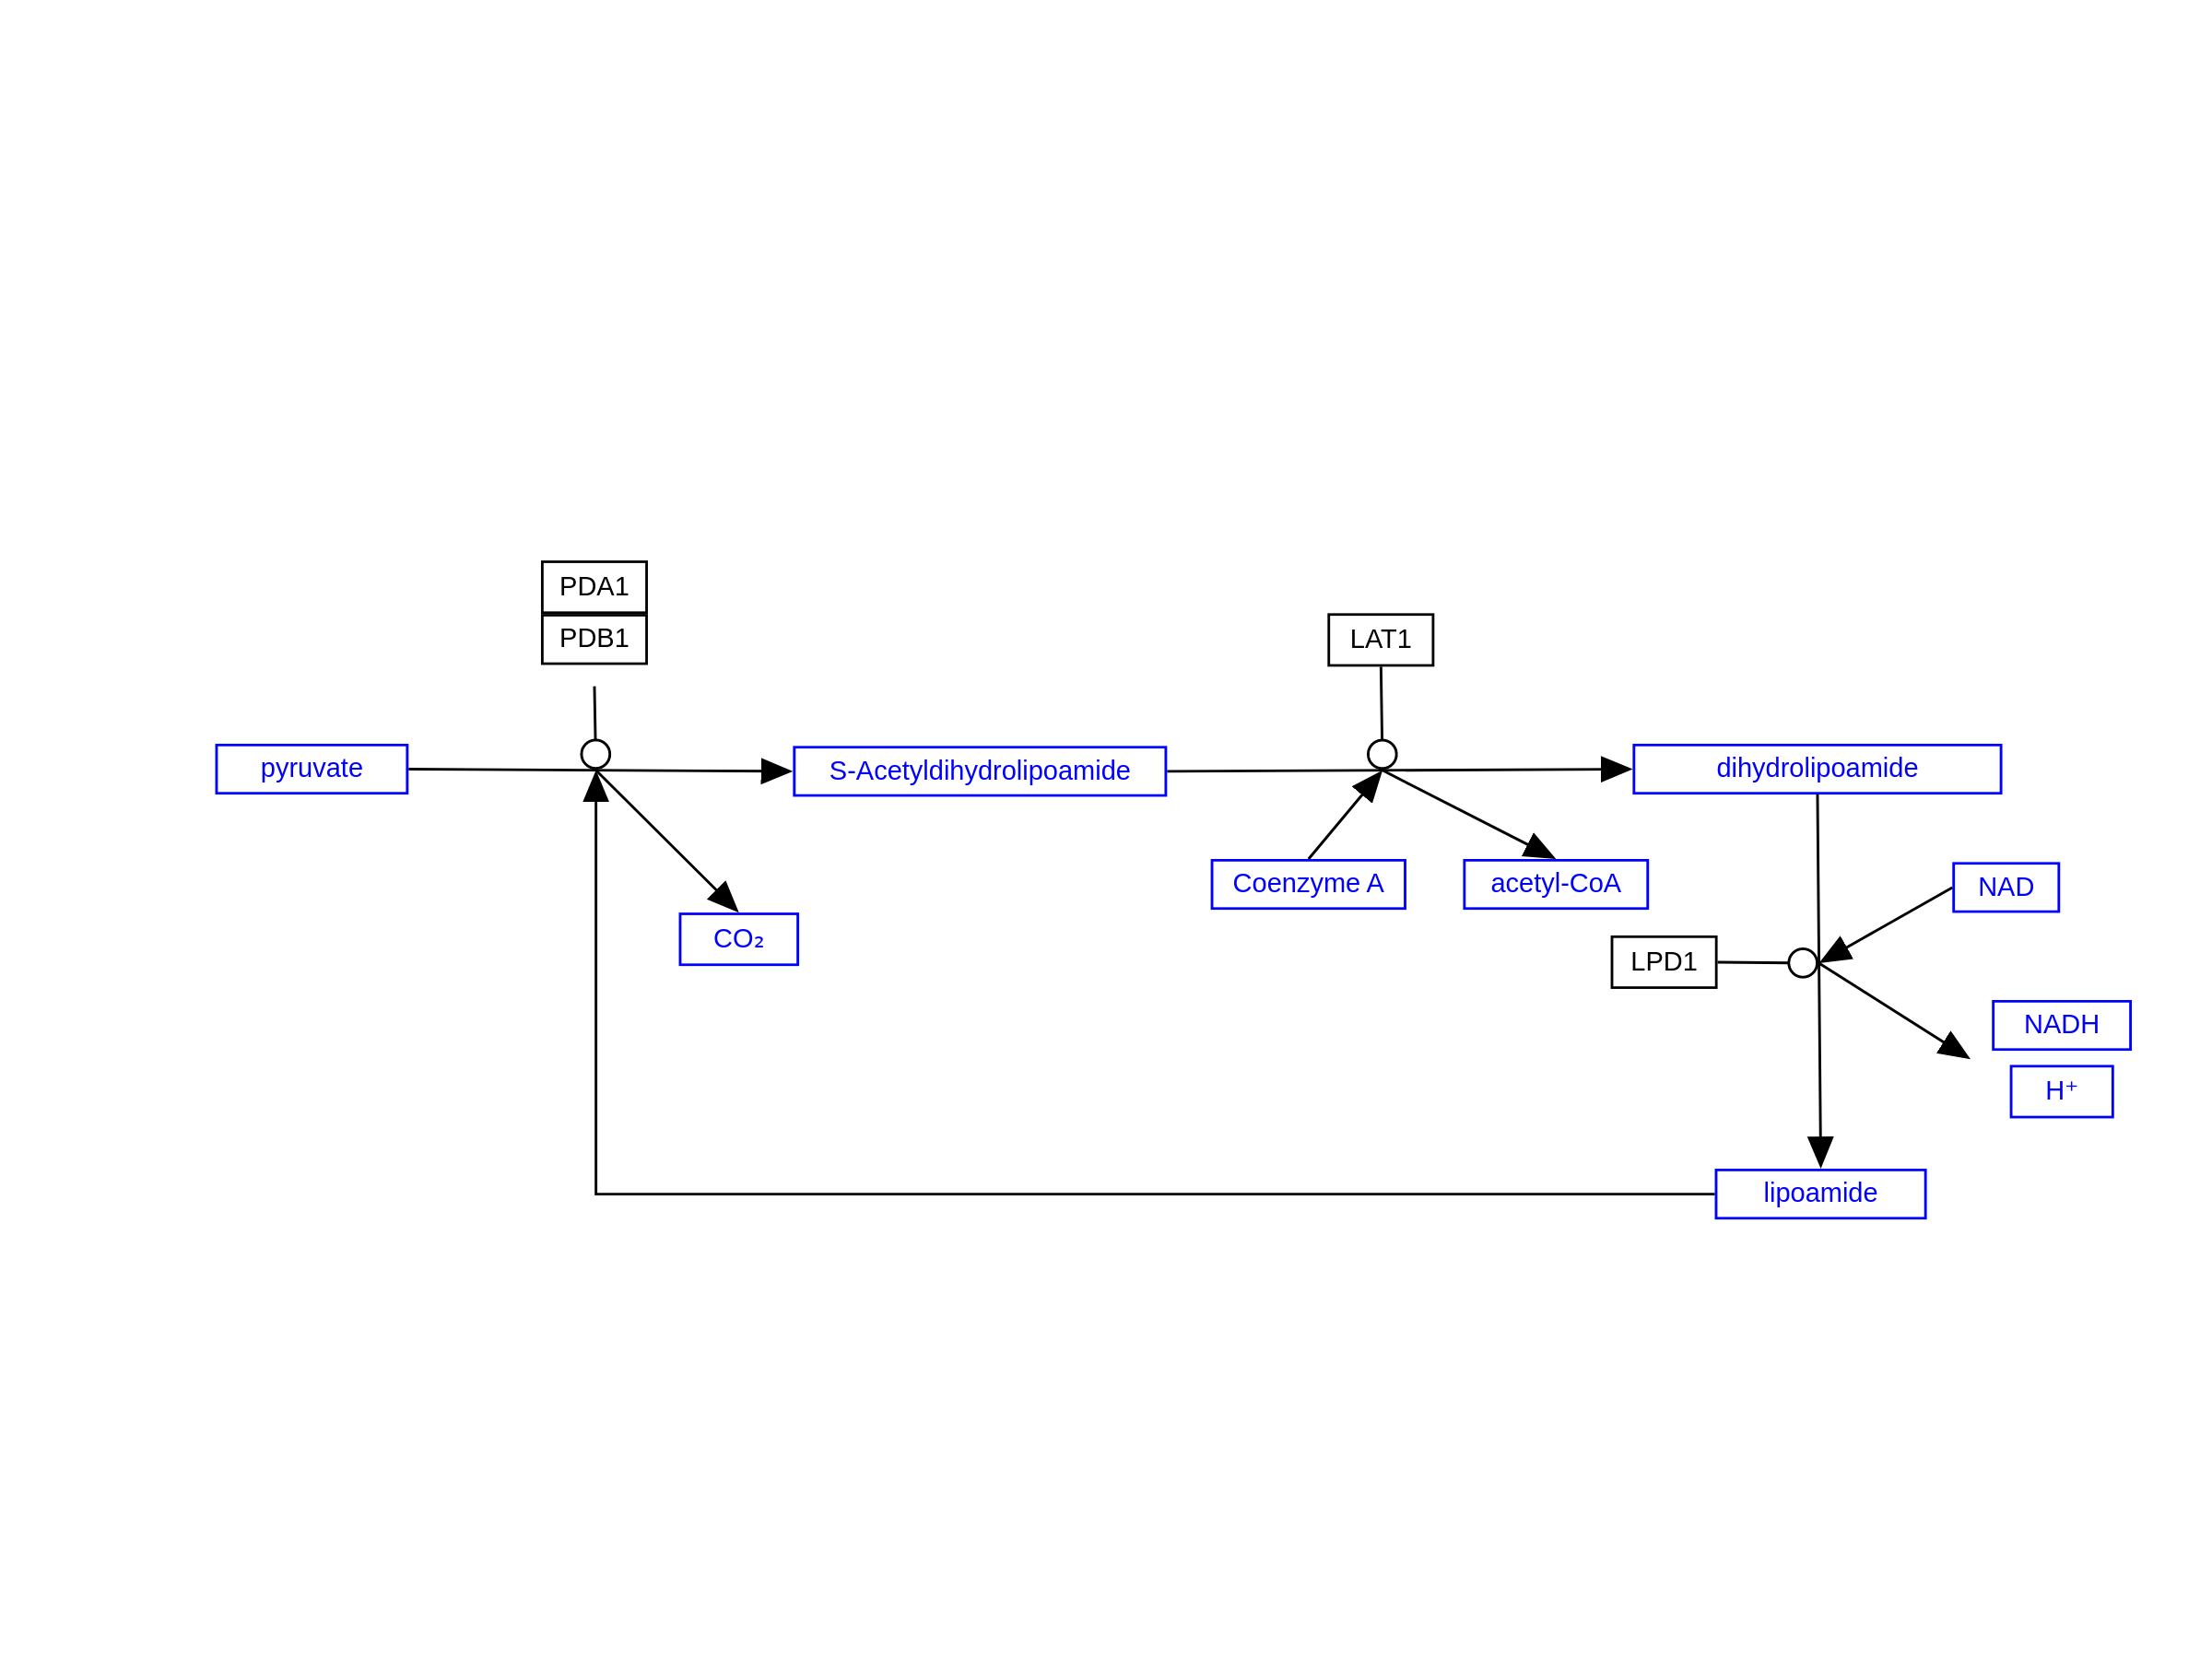 PDA1
PDB1
LAT1
pyruvate
S-Acetyldihydrolipoamide
dihydrolipoamide
Coenzyme A
acetyl-CoA
NAD
CO₂
LPD1
NADH
H⁺
lipoamide